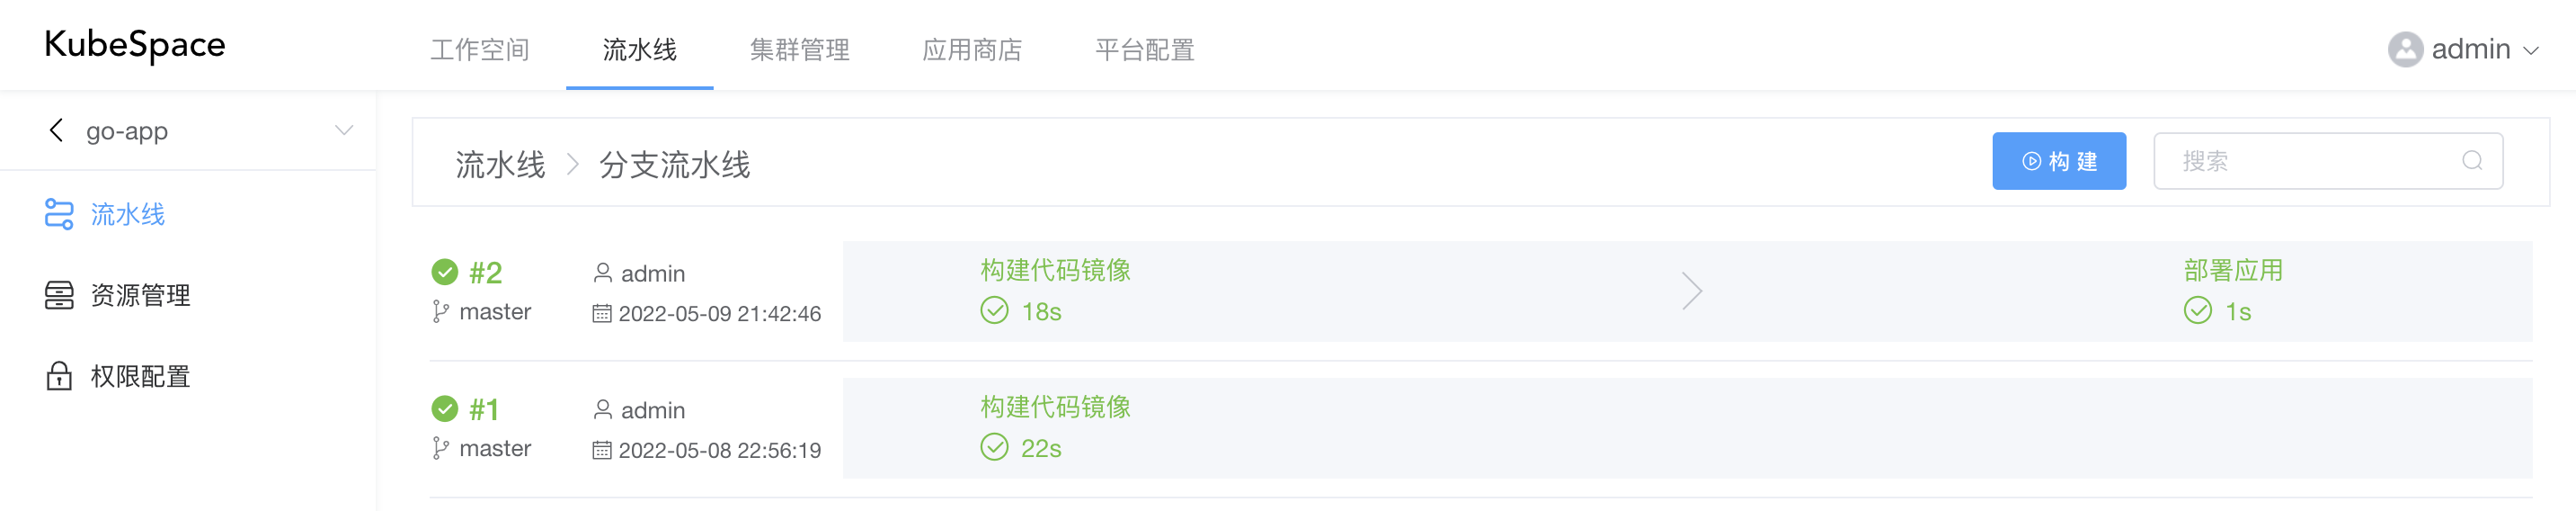 KubeSpace
工作空间 流水线 集群管理 应用商店 平台配置 admin
go-app
流水线
资源管理
权限配置
流水线 > 分支流水线 构建 搜索
#2 admin 构建代码镜像 > 部署应用
master 2022-05-09 21:42:46 18s 1s
#1 admin 构建代码镜像
master 2022-05-08 22:56:19 22s